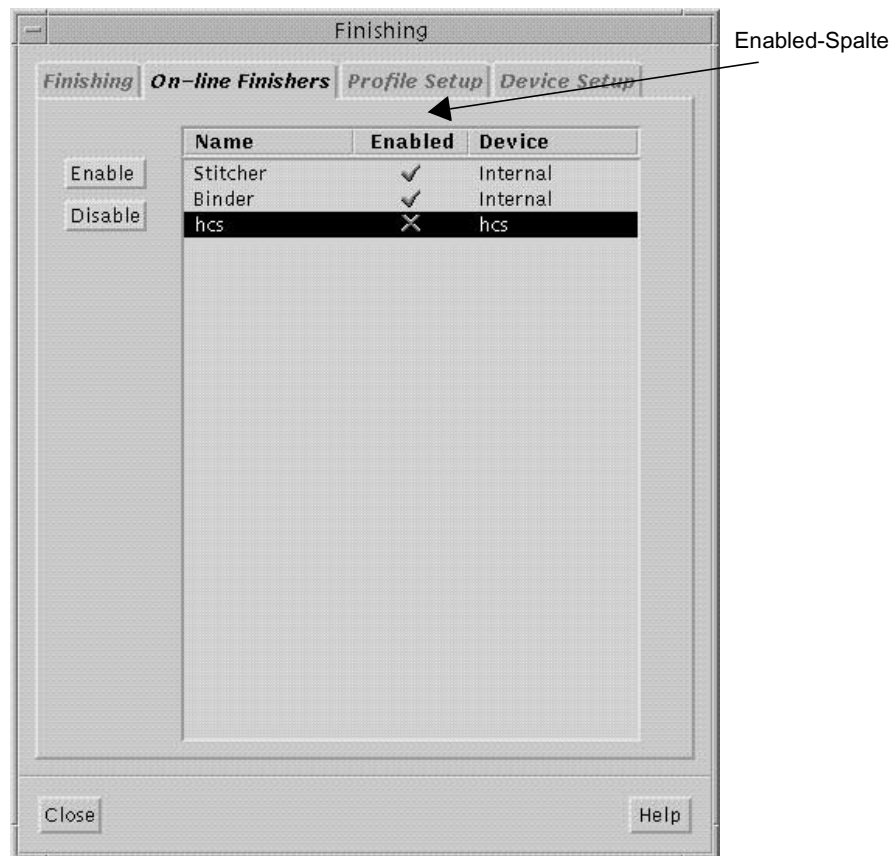 Finishing
Enabled-Spalte
Finishing On-line Finishers Profile Setup Device Setup
Name Enabled Device
Enable
Disable
Stitcher Internal
Binder Internal
hcs hcs
Close Help